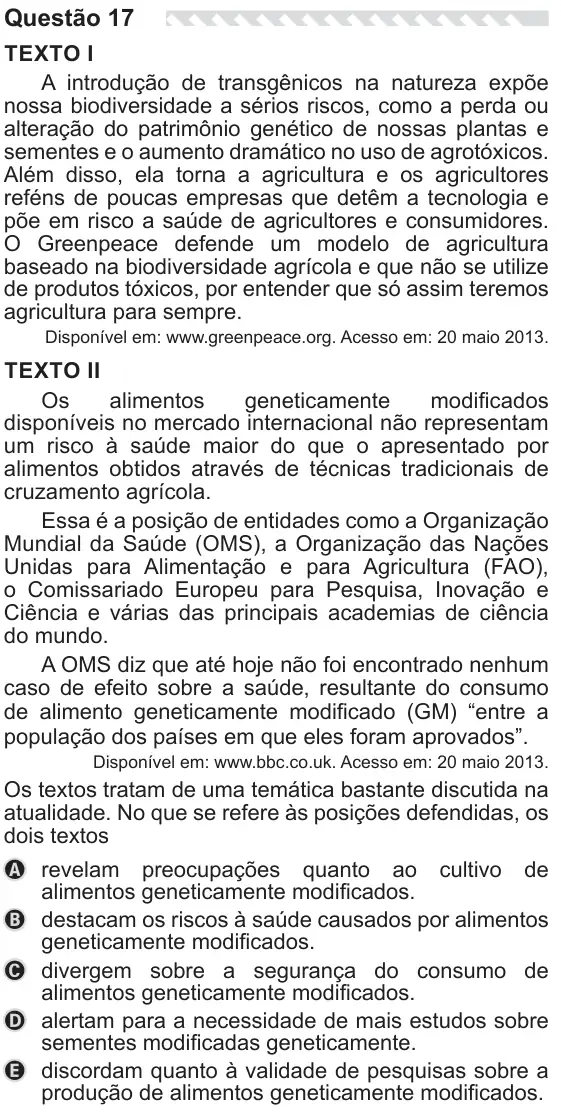 Questão 17
TEXTO I
A introdução de transgênicos na natureza expõe
nossa biodiversidade a sérios riscos, como a perda ou
alteração do patrimônio genético de nossas plantas e
sementes e o aumento dramático no uso de agrotóxicos.
Além disso, ela torna a agricultura e os agricultores
reféns de poucas empresas que detêm a tecnologia e
põe em risco a saúde de agricultores e consumidores.
O Greenpeace defende um modelo de agricultura
baseado na biodiversidade agrícola e que não se utilize
de produtos tóxicos, por entender que só assim teremos
agricultura para sempre.
Disponível em: www.greenpeace.org. Acesso em: 20 maio 2013.
TEXTO II
Os alimentos geneticamente modificados
disponíveis no mercado internacional não representam
um risco à saúde maior do que o apresentado por
alimentos obtidos através de técnicas tradicionais de
cruzamento agrícola.
Essa é a posição de entidades como a Organização
Mundial da Saúde (OMS), a Organização das Nações
Unidas para Alimentação e para Agricultura (FAO),
o Comissariado Europeu para Pesquisa, Inovação e
Ciência e várias das principais academias de ciência
do mundo.
A OMS diz que até hoje não foi encontrado nenhum
caso de efeito sobre a saúde, resultante do consumo
de alimento geneticamente modificado (GM) “entre a
população dos países em que eles foram aprovados”.
Disponível em: www.bbc.co.uk. Acesso em: 20 maio 2013.
Os textos tratam de uma temática bastante discutida na
atualidade. No que se refere às posições defendidas, os
dois textos
A revelam preocupações quanto ao cultivo de
alimentos geneticamente modificados.
B destacam os riscos à saúde causados por alimentos
geneticamente modificados.
C divergem sobre a segurança do consumo de
alimentos geneticamente modificados.
D alertam para a necessidade de mais estudos sobre
sementes modificadas geneticamente.
E discordam quanto à validade de pesquisas sobre a
produção de alimentos geneticamente modificados.